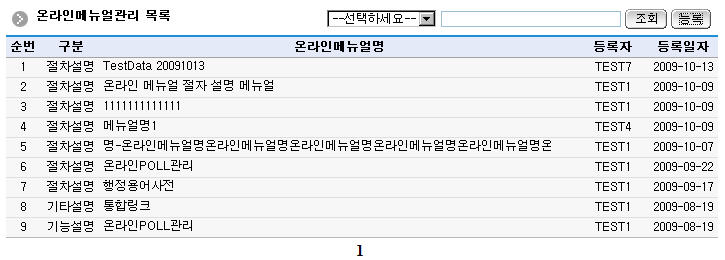 온라인메뉴얼관리 목록 --선택하세요-- 조회 등록
순번 구분 온라인메뉴얼명 등록자 등록일자
1 절차설명 TestData 20091013 TEST7 2009-10-13
2 절차설명 온라인 메뉴얼 절자 설명 메뉴얼 TEST1 2009-10-09
3 절차설명 1111111111111 TEST1 2009-10-09
4 절차설명 메뉴얼명1 TEST4 2009-10-09
5 절차설명 명-온라인메뉴얼명온라인메뉴얼명온라인메뉴얼명온라인메뉴얼명온라인메뉴얼명온 TEST1 2009-10-07
6 절차설명 온라인POLL관리 TEST1 2009-09-22
7 절차설명 행정용어사전 TEST1 2009-09-17
8 기타설명 통합링크 TEST1 2009-08-19
9 기능설명 온라인POLL관리 TEST1 2009-08-19
1